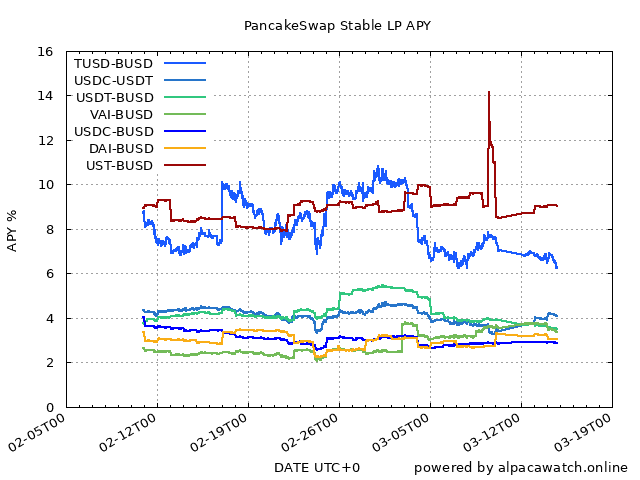 PancakeSwap Stable LP APY
16
14
12
10
8
6
4
2
0
APY %
TUSD-BUSD
USDC-USDT
USDT-BUSD
VAI-BUSD
USDC-BUSD
DAI-BUSD
UST-BUSD
02-05T00
02-12T00
02-19T00
02-26T00
03-05T00
03-12T00
03-19T00
DATE UTC+0
powered by alpacawatch.online